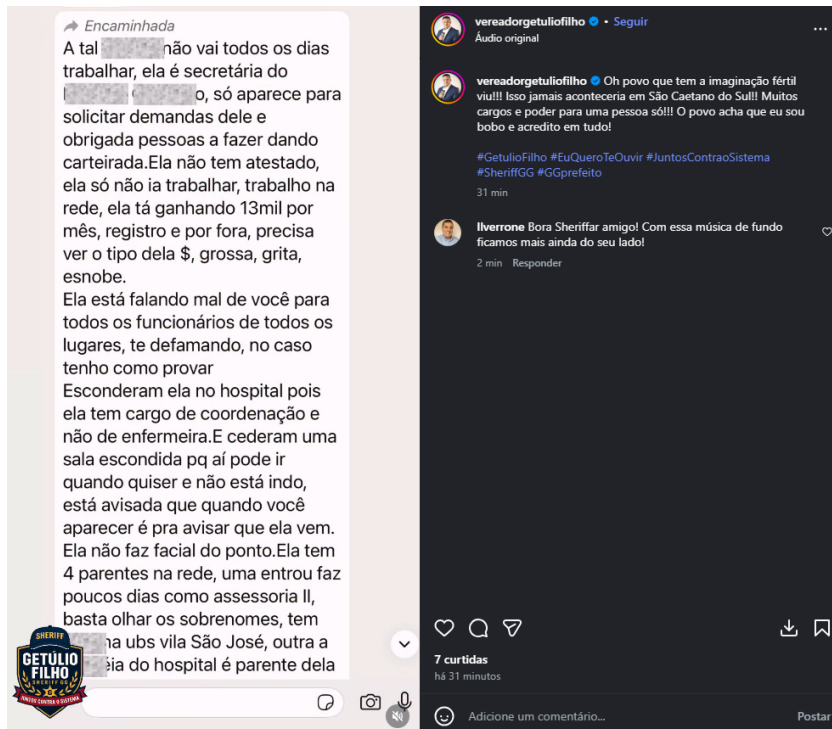 Encaminhada
A tal não vai todos os dias
trabalhar, ela é secretária do
o, só aparece para
solicitar demandas dele e
obrigada pessoas a fazer dando
carteirada.Ela não tem atestado,
ela só não ia trabalhar, trabalho na
rede, ela tá ganhando 13mil por
mês, registro e por fora, precisa
ver o tipo dela $, grossa, grita,
esnobe.
Ela está falando mal de você para
todos os funcionários de todos os
lugares, te defamando, no caso
tenho como provar
Esconderam ela no hospital pois
ela tem cargo de coordenação e
não de enfermeira.E cederam uma
sala escondida pq aí pode ir
quando quiser e não está indo,
está avisada que quando você
aparecer é pra avisar que ela vem.
Ela não faz facial do ponto.Ela tem
4 parentes na rede, uma entrou faz
poucos dias como assessoria II,
basta olhar os sobrenomes, tem
na ubs vila São José, outra a
éia do hospital é parente dela
SHERIFF
GETÚLIO
FILHO
SHERIFF GG
JUNTOS CONTRA O SISTEMA
vereadorgetuliofilho • Seguir
Áudio original
vereadorgetuliofilho Oh povo que tem a imaginação fértil
viu!!! Isso jamais aconteceria em São Caetano do Sul!! Muitos
cargos e poder para uma pessoa só!!! O povo acha que eu sou
bobo e acredito em tudo!
#GetulioFilho #EuQueroTeOuvir #JuntosContraoSistema
#SheriffGG #GGprefeito
31 min
llverrone Bora Sheriffar amigo! Com essa música de fundo
ficamos mais ainda do seu lado!
2 min Responder
7 curtidas
há 31 minutos
Adicione um comentário...
Postar